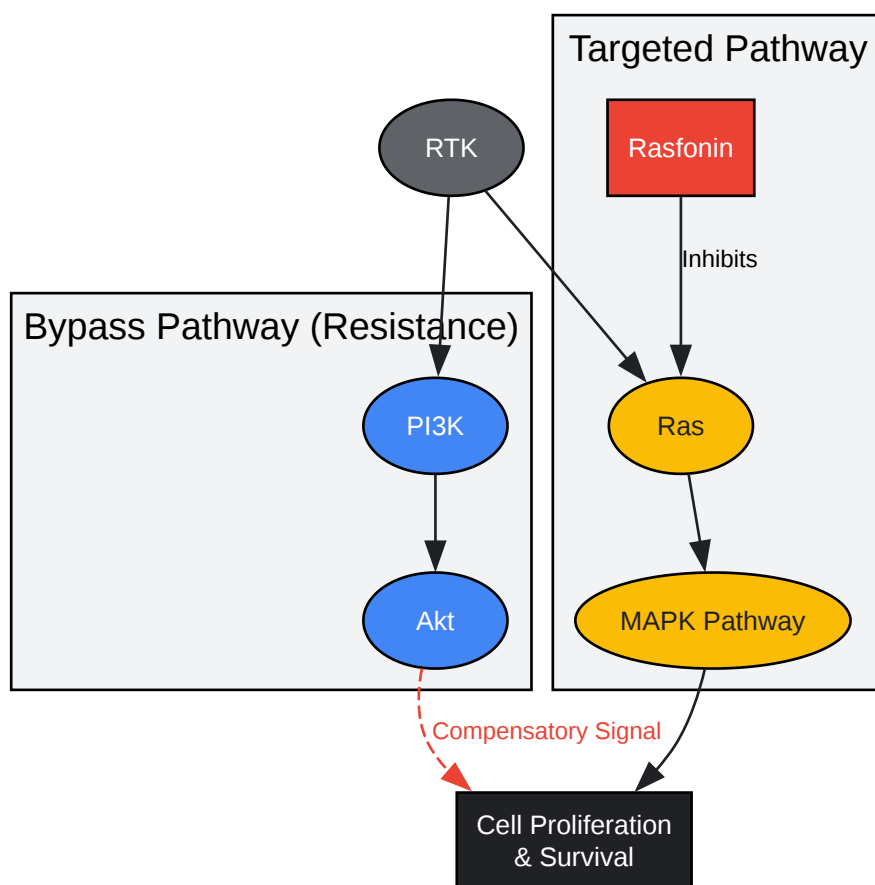 Targeted Pathway
RTK
Rasfonin
Inhibits
Bypass Pathway (Resistance)
PI3K
Ras
Akt
MAPK Pathway
Compensatory Signal
Cell Proliferation
& Survival